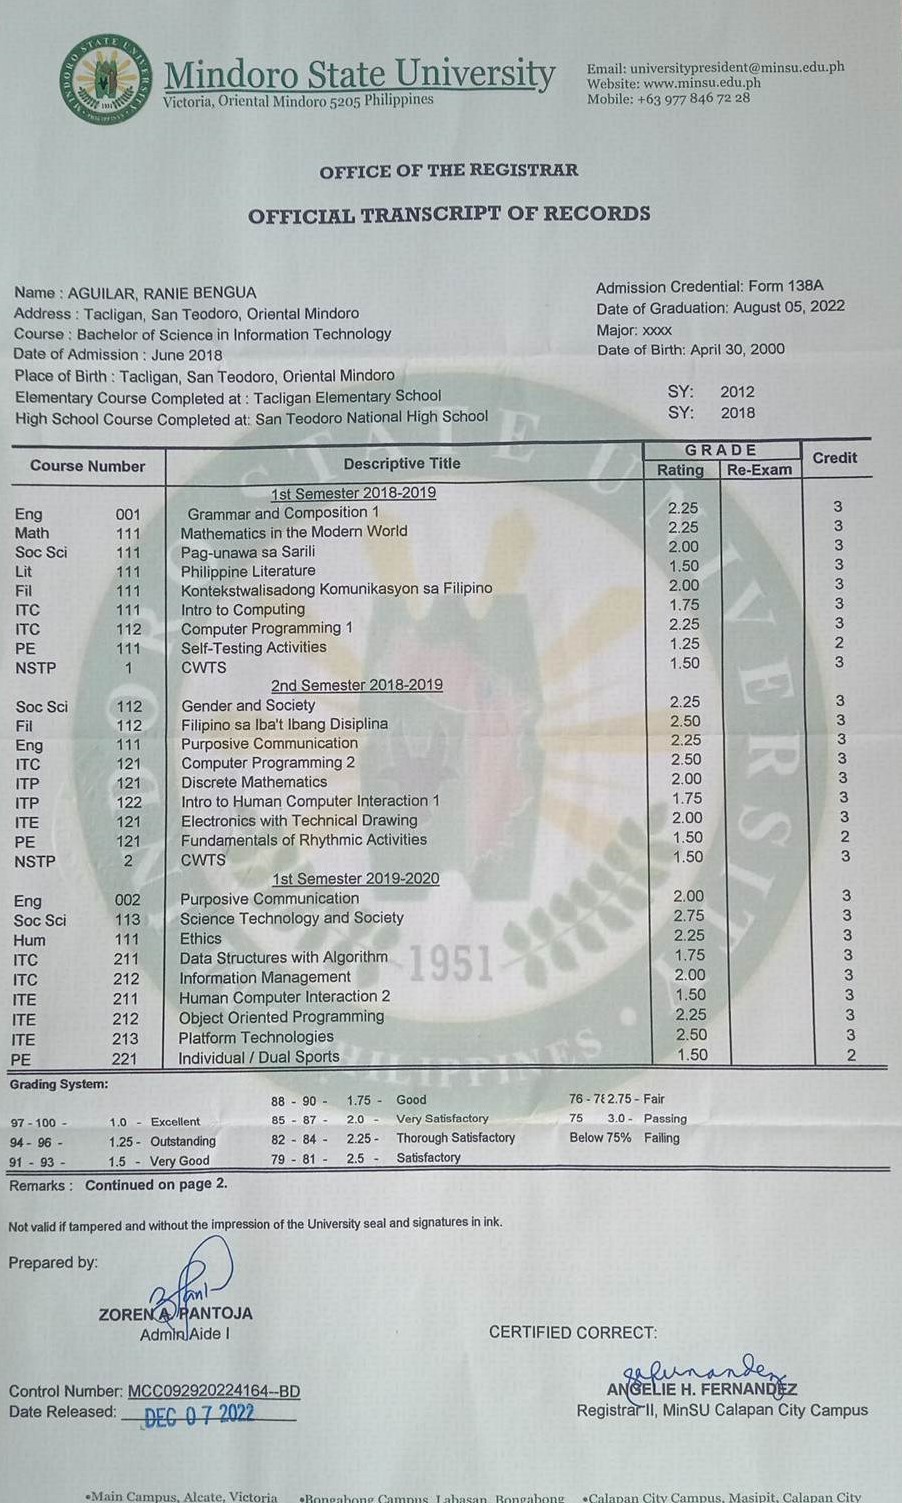 Mindoro State University
Victoria, Oriental Mindoro 5205 Philippines
Email: universitypresident@minsu.edu.ph
Website: www.minsu.edu.ph
Mobile: +63 977 846 72 28
OFFICE OF THE REGISTRAR
OFFICIAL TRANSCRIPT OF RECORDS
Name : AGUILAR, RANIE BENGUA
Address : Tacligan, San Teodoro, Oriental Mindoro
Course : Bachelor of Science in Information Technology
Date of Admission : June 2018
Place of Birth : Tacligan, San Teodoro, Oriental Mindoro
Elementary Course Completed at : Tacligan Elementary School
High School Course Completed at: San Teodoro National High School
Admission Credential: Form 138A
Date of Graduation: August 05, 2022
Major: xxxx
Date of Birth: April 30, 2000
SY: 2012
SY: 2018
Course Number Descriptive Title GRADE Credit
Rating Re-Exam
1st Semester 2018-2019
Eng 001 Grammar and Composition 1 2.25 3
Math 111 Mathematics in the Modern World 2.25 3
Soc Sci 111 Pag-unawa sa Sarili 2.00 3
Lit 111 Philippine Literature 1.50 3
Fil 111 Kontekstwalisadong Komunikasyon sa Filipino 2.00 3
ITC 111 Intro to Computing 1.75 3
ITC 112 Computer Programming 1 2.25 3
PE 111 Self-Testing Activities 1.25 2
NSTP 1 CWTS 1.50 3
2nd Semester 2018-2019
Soc Sci 112 Gender and Society 2.25 3
Fil 112 Filipino sa Iba't Ibang Disiplina 2.50 3
Eng 111 Purposive Communication 2.25 3
ITC 121 Computer Programming 2 2.50 3
ITP 121 Discrete Mathematics 2.00 3
ITP 122 Intro to Human Computer Interaction 1 1.75 3
ITE 121 Electronics with Technical Drawing 2.00 3
PE 121 Fundamentals of Rhythmic Activities 1.50 2
NSTP 2 CWTS 1.50 3
1st Semester 2019-2020
Eng 002 Purposive Communication 2.00 3
Soc Sci 113 Science Technology and Society 2.75 3
Hum 111 Ethics 2.25 3
ITC 211 Data Structures with Algorithm 1.75 3
ITC 212 Information Management 2.00 3
ITE 211 Human Computer Interaction 2 1.50 3
ITE 212 Object Oriented Programming 2.25 3
ITE 213 Platform Technologies 2.50 3
PE 221 Individual / Dual Sports 1.50 2
1951
Grading System:
97 - 100 - 1.0 - Excellent
94 - 96 - 1.25 - Outstanding
91 - 93 - 1.5 - Very Good
88 - 90 - 1.75 - Good
85 - 87 - 2.0 - Very Satisfactory
82 - 84 - 2.25 - Thorough Satisfactory
79 - 81 - 2.5 - Satisfactory
76 - 78 2.75 - Fair
75 3.0 - Passing
Below 75% Failing
Remarks : Continued on page 2.
Not valid if tampered and without the impression of the University seal and signatures in ink.
Prepared by:
ZOREN A. PANTOJA
Admin Aide I
CERTIFIED CORRECT:
ANGELIE H. FERNANDEZ
Registrar II, MinSU Calapan City Campus
Control Number: MCC092920224164--BD
Date Released: DEC 07 2022
•Main Campus, Alcate, Victoria •Bongabong Campus, Labasan, Bongabong •Calapan City Campus, Masipit, Calapan City